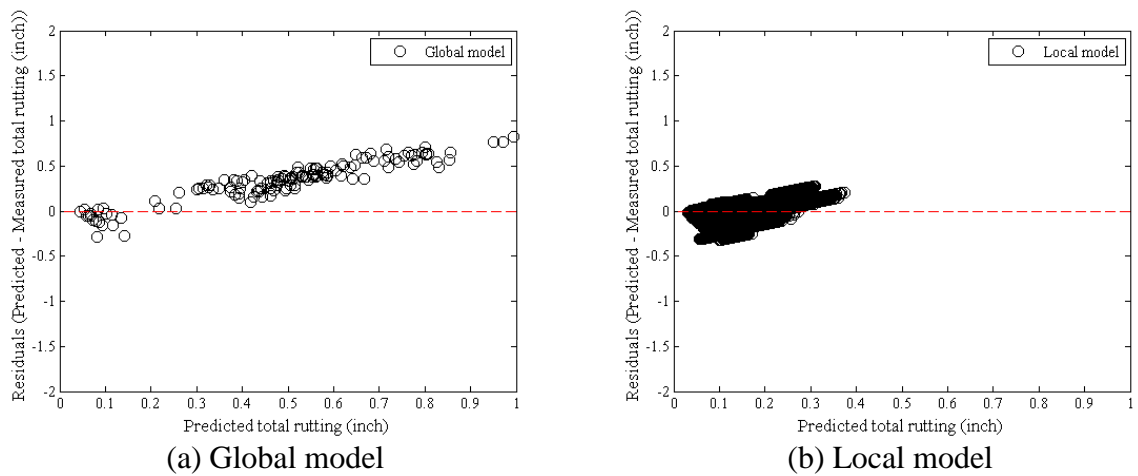 Residuals (Predicted - Measured total rutting (inch))
2
1.5
1
0.5
0
-0.5
-1
-1.5
-2
Global model
0 0.1 0.2 0.3 0.4 0.5 0.6 0.7 0.8 0.9 1
Predicted total rutting (inch)
(a) Global model
Residuals (Predicted - Measured total rutting (inch))
2
1.5
1
0.5
0
-0.5
-1
-1.5
-2
Local model
0 0.1 0.2 0.3 0.4 0.5 0.6 0.7 0.8 0.9 1
Predicted total rutting (inch)
(b) Local model